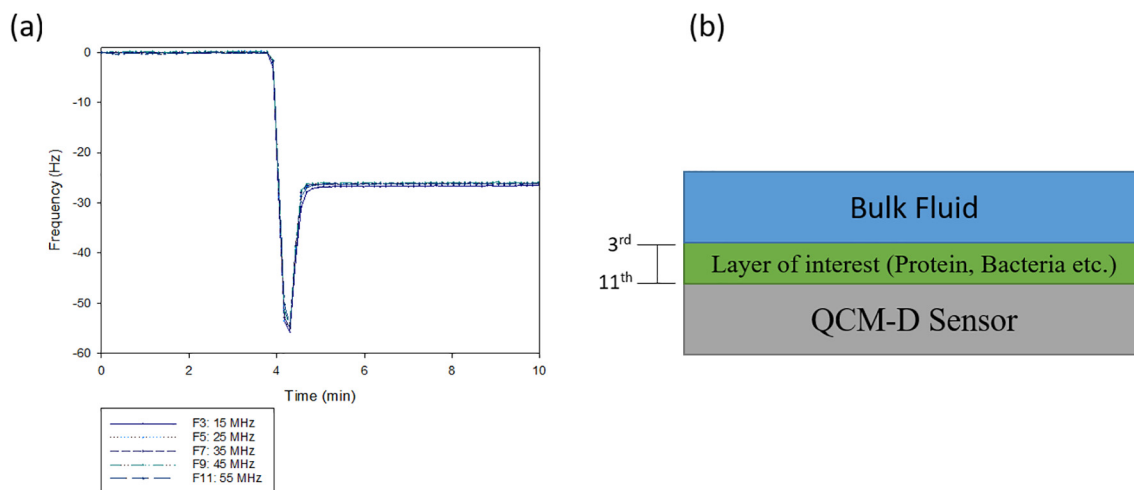 (a)
0
-10
-20
-30
-40
-50
-60
Frequency (Hz)
0 2 4 6 8 10
Time (min)
F3: 15 MHz
F5: 25 MHz
F7: 35 MHz
F9: 45 MHz
F11: 55 MHz
(b)
Bulk Fluid
3rd
Layer of interest (Protein, Bacteria etc.)
11th
QCM-D Sensor